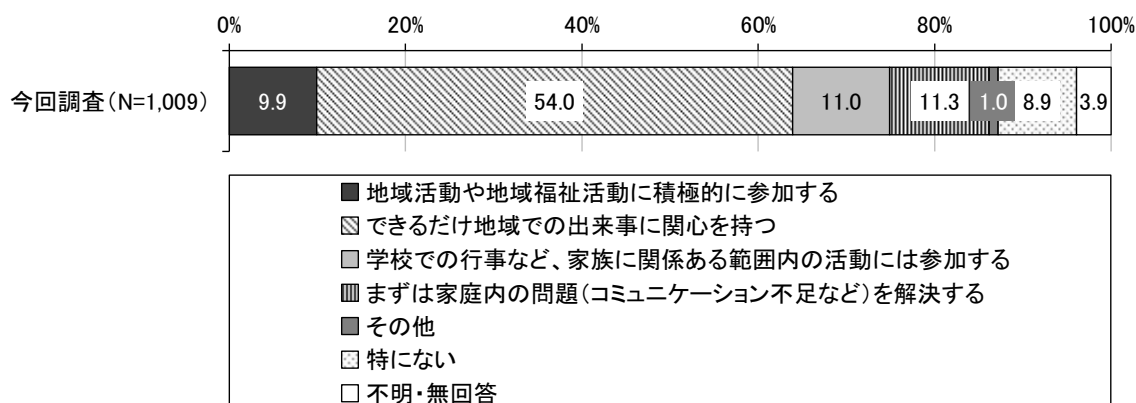 0% 20% 40% 60% 80% 100%
今回調査（N=1,009） 9.9 54.0 11.0 11.3 1.0 8.9 3.9
地域活動や地域福祉活動に積極的に参加する
できるだけ地域での出来事に関心を持つ
学校での行事など、家族に関係ある範囲内の活動には参加する
まずは家庭内の問題（コミュニケーション不足など）を解決する
その他
特にない
不明・無回答